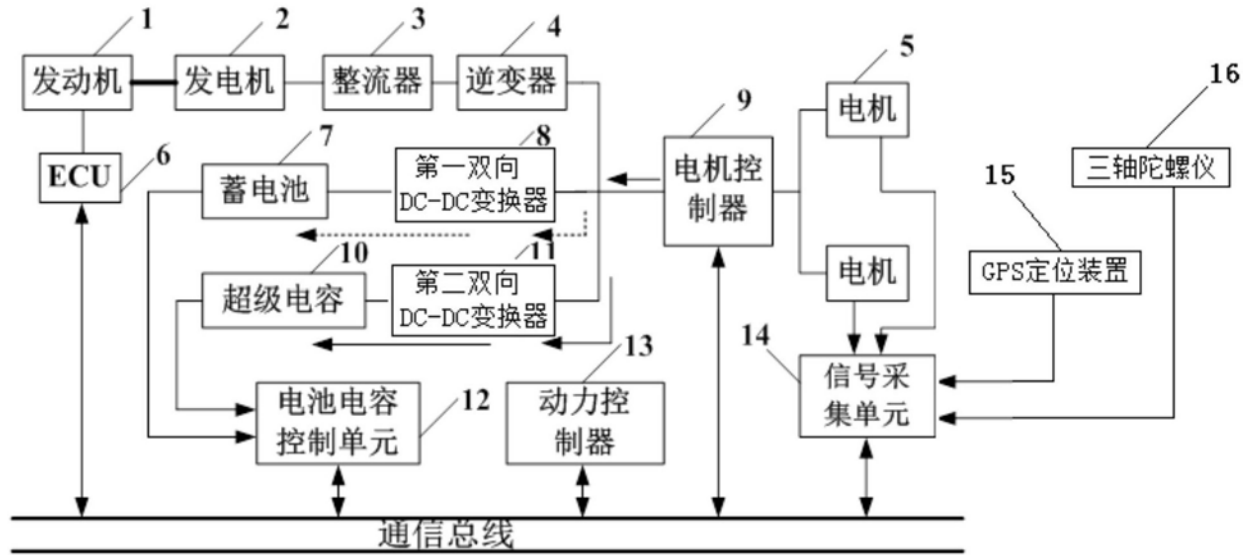 1
2
3
4
5
16
发动机
发电机
整流器
逆变器
电机
9
7
8
6
ECU
蓄电池
第一双向
DC-DC变换器
电机控
制器
三轴陀螺仪
15
10
11
电机
GPS定位装置
超级电容
第二双向
DC-DC变换器
13
14
电池电容
控制单元
12
动力控
制器
信号采
集单元
通信总线